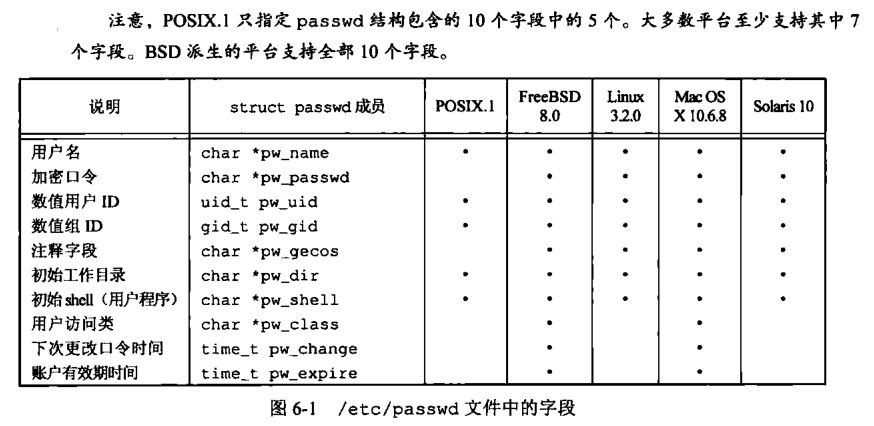 注意，POSIX.1 只指定 passwd 结构包含的 10 个字段中的 5 个。大多数平台至少支持其中 7
个字段。BSD 派生的平台支持全部 10 个字段。
说明 struct passwd 成员 POSIX.1 FreeBSD 8.0 Linux 3.2.0 Mac OS X 10.6.8 Solaris 10
用户名 char *pw_name • • • • •
加密口令 char *pw_passwd • • • •
数值用户 ID uid_t pw_uid • • • • •
数值组 ID gid_t pw_gid • • • • •
注释字段 char *pw_gecos • • • •
初始工作目录 char *pw_dir • • • • •
初始 shell（用户程序） char *pw_shell • • • • •
用户访问类 char *pw_class • •
下次更改口令时间 time_t pw_change • •
账户有效期时间 time_t pw_expire • •
图 6-1 /etc/passwd 文件中的字段